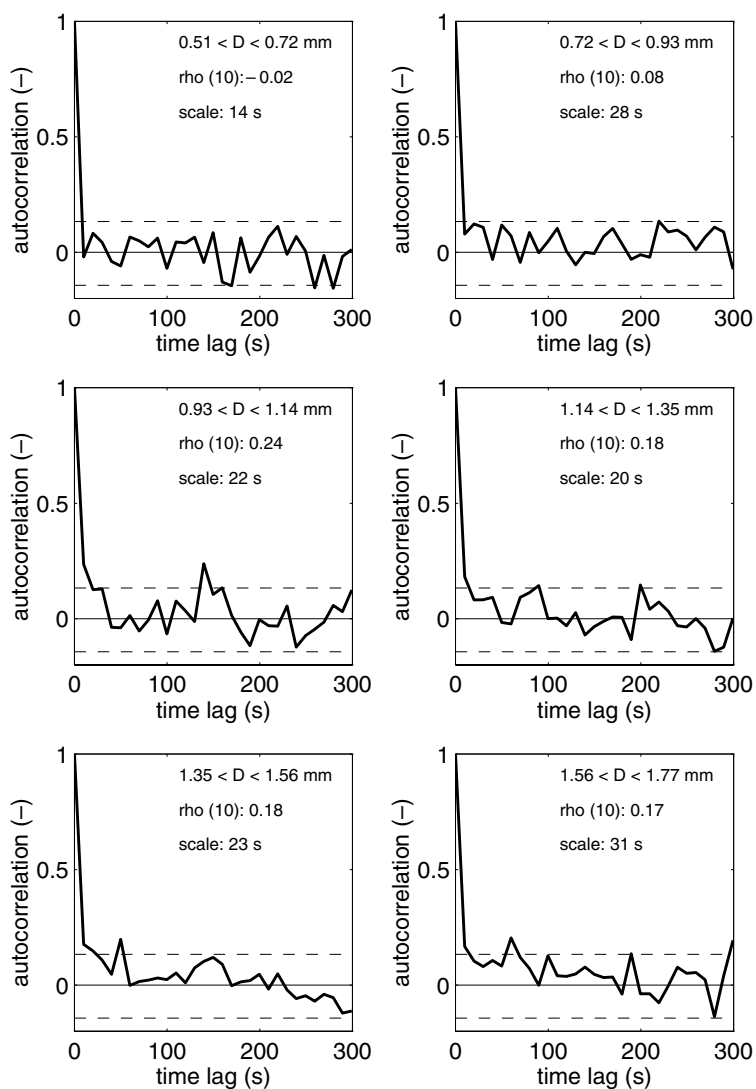 1
0.5
0
autocorrelation (−)
0.51 < D < 0.72 mm
rho (10):− 0.02
scale: 14 s
0 100 200 300
time lag (s)
1
0.5
0
autocorrelation (−)
0.72 < D < 0.93 mm
rho (10): 0.08
scale: 28 s
0 100 200 300
time lag (s)
1
0.5
0
autocorrelation (−)
0.93 < D < 1.14 mm
rho (10): 0.24
scale: 22 s
0 100 200 300
time lag (s)
1
0.5
0
autocorrelation (−)
1.14 < D < 1.35 mm
rho (10): 0.18
scale: 20 s
0 100 200 300
time lag (s)
1
0.5
0
autocorrelation (−)
1.35 < D < 1.56 mm
rho (10): 0.18
scale: 23 s
0 100 200 300
time lag (s)
1
0.5
0
autocorrelation (−)
1.56 < D < 1.77 mm
rho (10): 0.17
scale: 31 s
0 100 200 300
time lag (s)